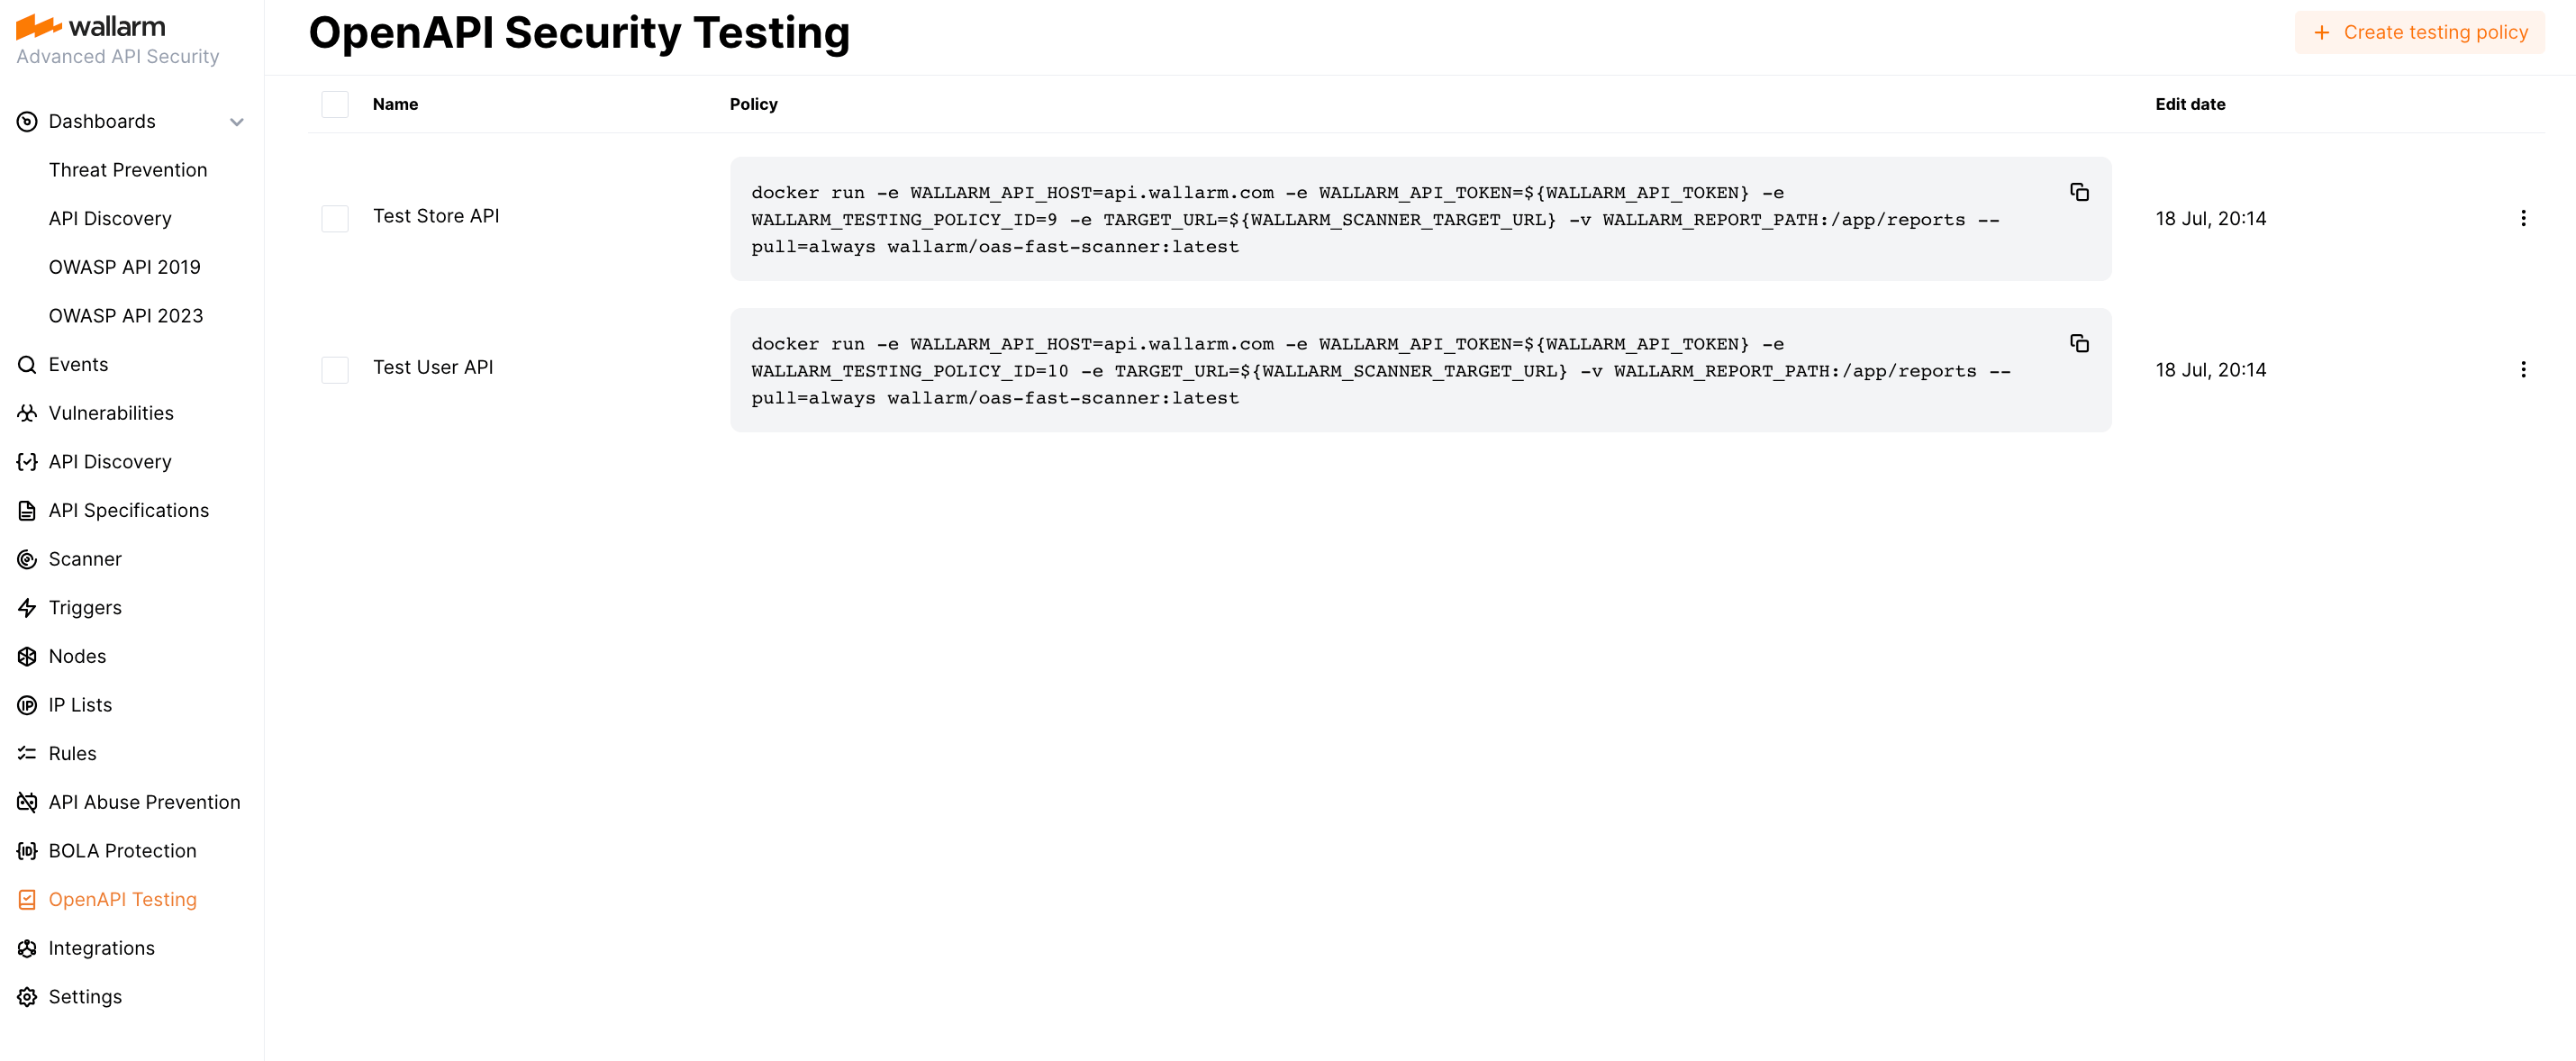 wallarm
Advanced API Security
Dashboards
Threat Prevention
API Discovery
OWASP API 2019
OWASP API 2023
Events
Vulnerabilities
API Discovery
API Specifications
Scanner
Triggers
Nodes
IP Lists
Rules
API Abuse Prevention
BOLA Protection
OpenAPI Testing
Integrations
Settings
OpenAPI Security Testing
+ Create testing policy
Name Policy Edit date
Test Store API
docker run -e WALLARM_API_HOST=api.wallarm.com -e WALLARM_API_TOKEN=${WALLARM_API_TOKEN} -e
WALLARM_TESTING_POLICY_ID=9 -e TARGET_URL=${WALLARM_SCANNER_TARGET_URL} -v WALLARM_REPORT_PATH:/app/reports --
pull=always wallarm/oas-fast-scanner:latest
18 Jul, 20:14
Test User API
docker run -e WALLARM_API_HOST=api.wallarm.com -e WALLARM_API_TOKEN=${WALLARM_API_TOKEN} -e
WALLARM_TESTING_POLICY_ID=10 -e TARGET_URL=${WALLARM_SCANNER_TARGET_URL} -v WALLARM_REPORT_PATH:/app/reports --
pull=always wallarm/oas-fast-scanner:latest
18 Jul, 20:14